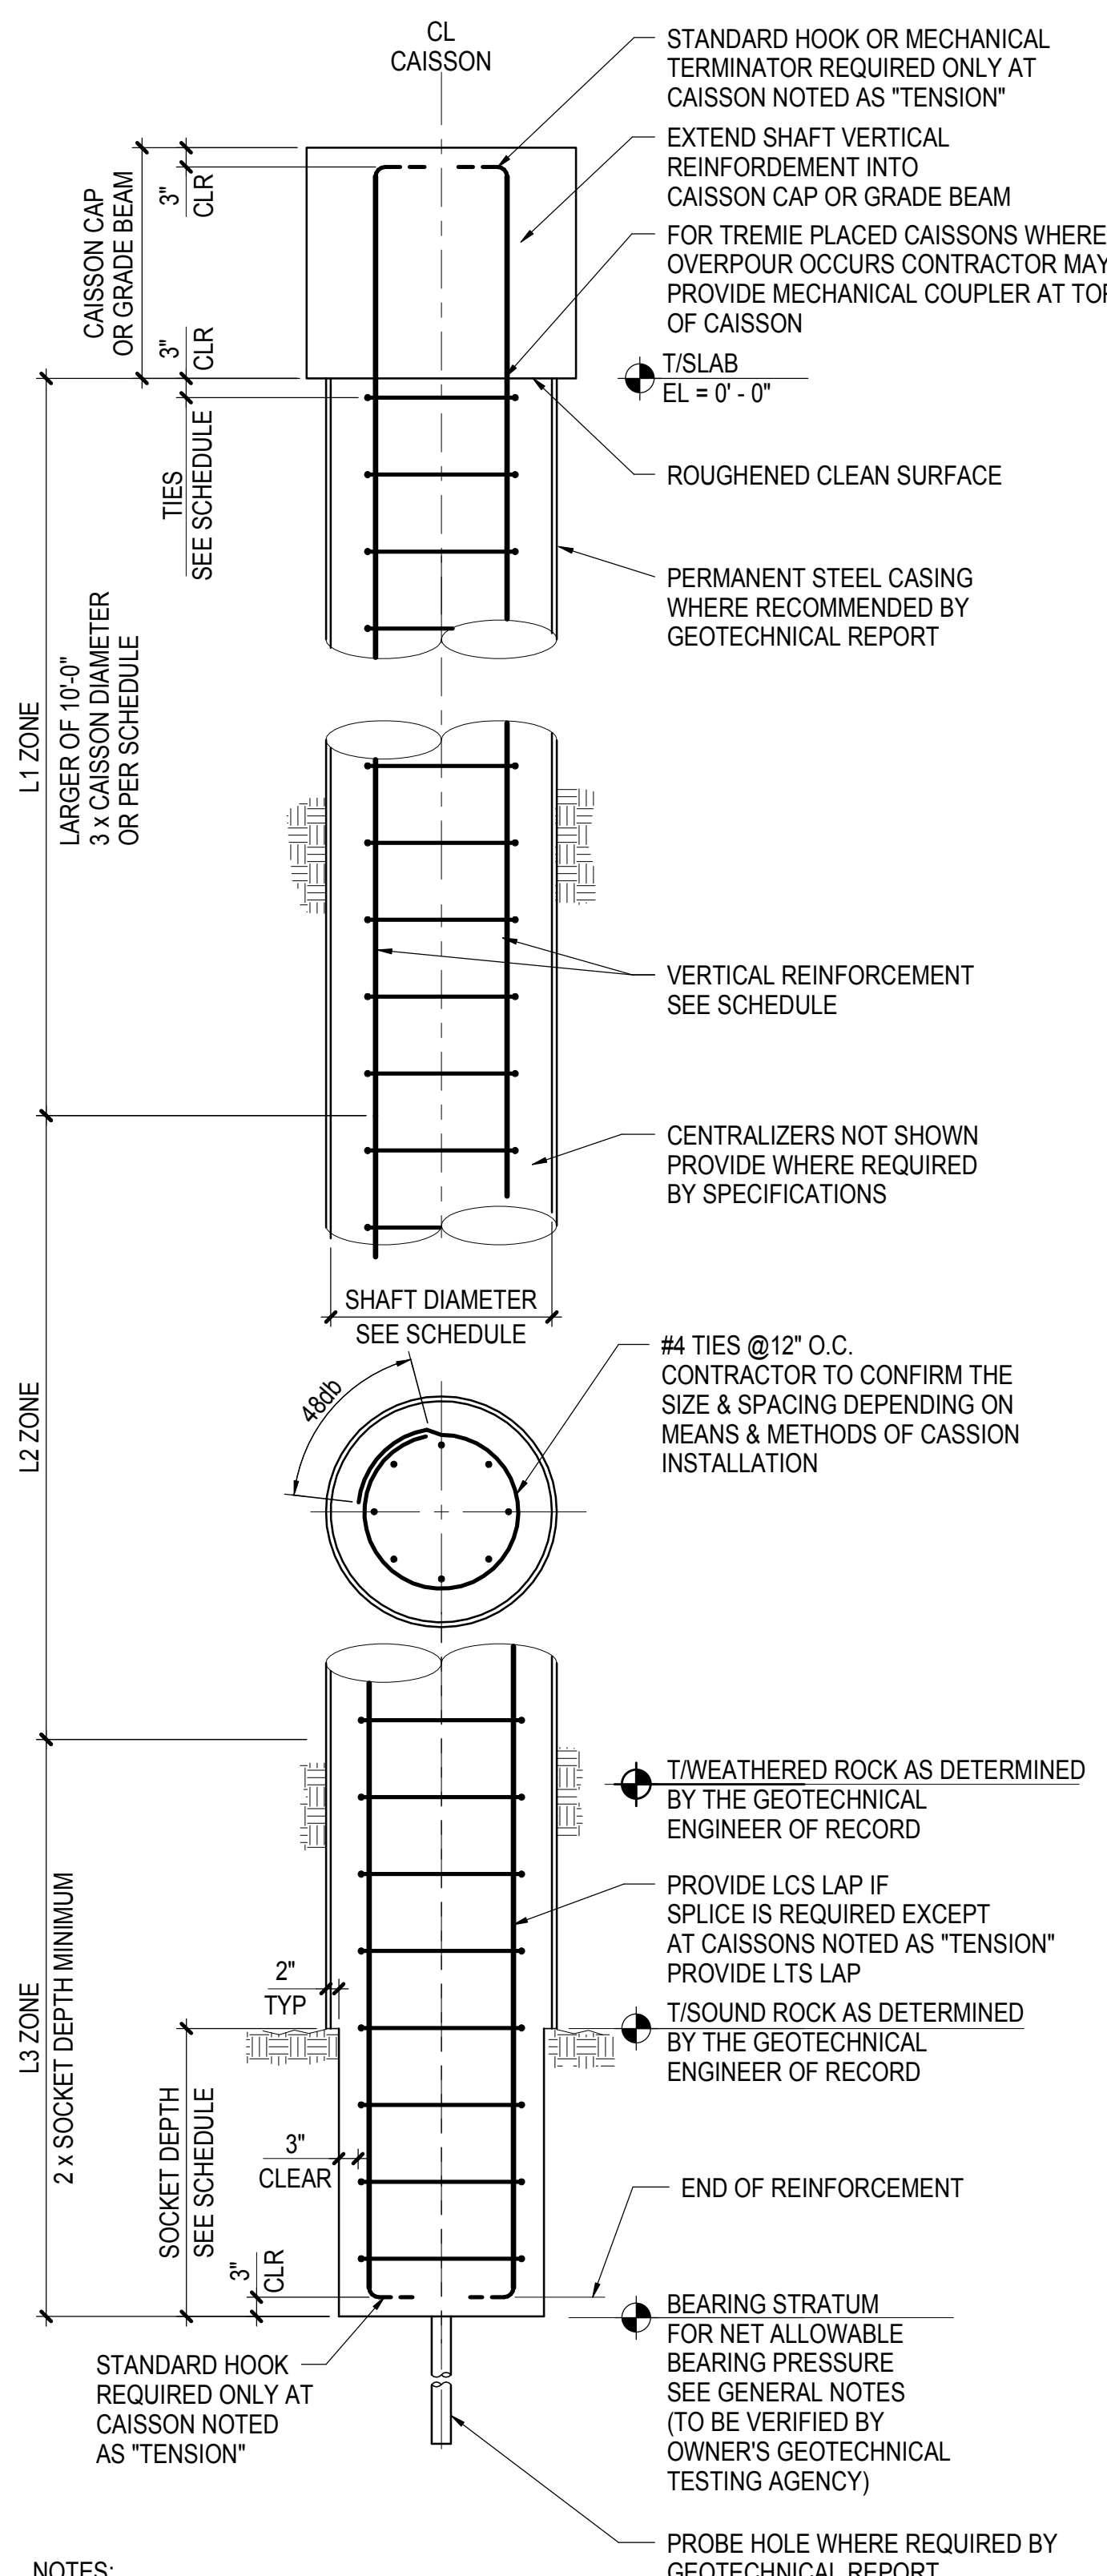 CL
CAISSON
STANDARD HOOK OR MECHANICAL
TERMINATOR REQUIRED ONLY AT
CAISSON NOTED AS "TENSION"
EXTEND SHAFT VERTICAL
REINFORDEMENT INTO
CAISSON CAP OR GRADE BEAM
3"
CLR
CAISSON CAP
OR GRADE BEAM
3"
CLR
FOR TREMIE PLACED CAISSONS WHERE
OVERPOUR OCCURS CONTRACTOR MAY
PROVIDE MECHANICAL COUPLER AT TOP
OF CAISSON
T/SLAB
EL = 0' - 0"
TIES
SEE SCHEDULE
ROUGHENED CLEAN SURFACE
PERMANENT STEEL CASING
WHERE RECOMMENDED BY
GEOTECHNICAL REPORT
L1 ZONE
LARGER OF 10'-0"
3 x CAISSON DIAMETER
OR PER SCHEDULE
VERTICAL REINFORCEMENT
SEE SCHEDULE
CENTRALIZERS NOT SHOWN
PROVIDE WHERE REQUIRED
BY SPECIFICATIONS
SHAFT DIAMETER
SEE SCHEDULE
48db
#4 TIES @12" O.C.
CONTRACTOR TO CONFIRM THE
SIZE & SPACING DEPENDING ON
MEANS & METHODS OF CASSION
INSTALLATION
L2 ZONE
T/WEATHERED ROCK AS DETERMINED
BY THE GEOTECHNICAL
ENGINEER OF RECORD
PROVIDE LCS LAP IF
SPLICE IS REQUIRED EXCEPT
AT CAISSONS NOTED AS "TENSION"
PROVIDE LTS LAP
2"
TYP
T/SOUND ROCK AS DETERMINED
BY THE GEOTECHNICAL
ENGINEER OF RECORD
L3 ZONE
2 x SOCKET DEPTH MINIMUM
SOCKET DEPTH
SEE SCHEDULE
3"
CLEAR
3"
CLR
END OF REINFORCEMENT
BEARING STRATUM
FOR NET ALLOWABLE
BEARING PRESSURE
SEE GENERAL NOTES
(TO BE VERIFIED BY
OWNER'S GEOTECHNICAL
TESTING AGENCY)
STANDARD HOOK
REQUIRED ONLY AT
CAISSON NOTED
AS "TENSION"
PROBE HOLE WHERE REQUIRED BY
GEOTECHNICAL REPORT
NOTES: